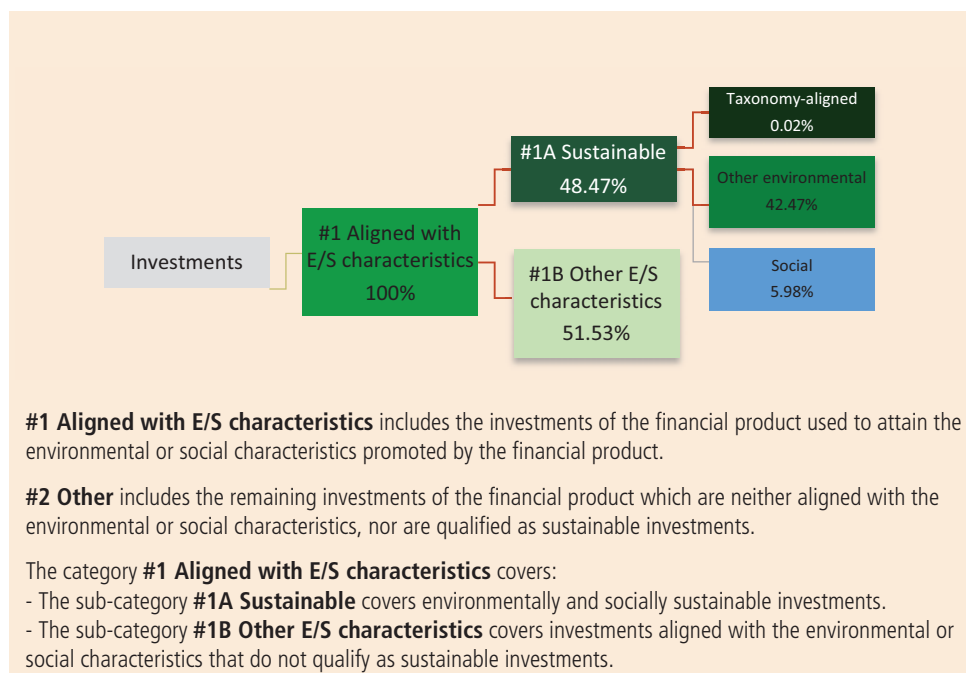 Investments
#1 Aligned with
E/S characteristics
100%
#1A Sustainable
48.47%
#1B Other E/S
characteristics
51.53%
Taxonomy-aligned
0.02%
Other environmental
42.47%
Social
5.98%
#1 Aligned with E/S characteristics includes the investments of the financial product used to attain the
environmental or social characteristics promoted by the financial product.
#2 Other includes the remaining investments of the financial product which are neither aligned with the
environmental or social characteristics, nor are qualified as sustainable investments.
The category #1 Aligned with E/S characteristics covers:
- The sub-category #1A Sustainable covers environmentally and socially sustainable investments.
- The sub-category #1B Other E/S characteristics covers investments aligned with the environmental or
social characteristics that do not qualify as sustainable investments.